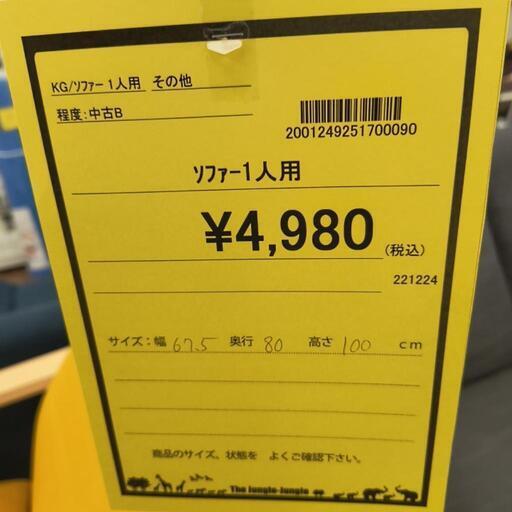 KG/ソファー 1人用 その他
程度:中古B
2001249251700090
ソファー1人用
¥4,980(税込)
221224
サイズ:幅 67.5 奥行 80 高さ 100 cm
商品のサイズ、状態を よくご確認下さい。
The Jungle-Jungle